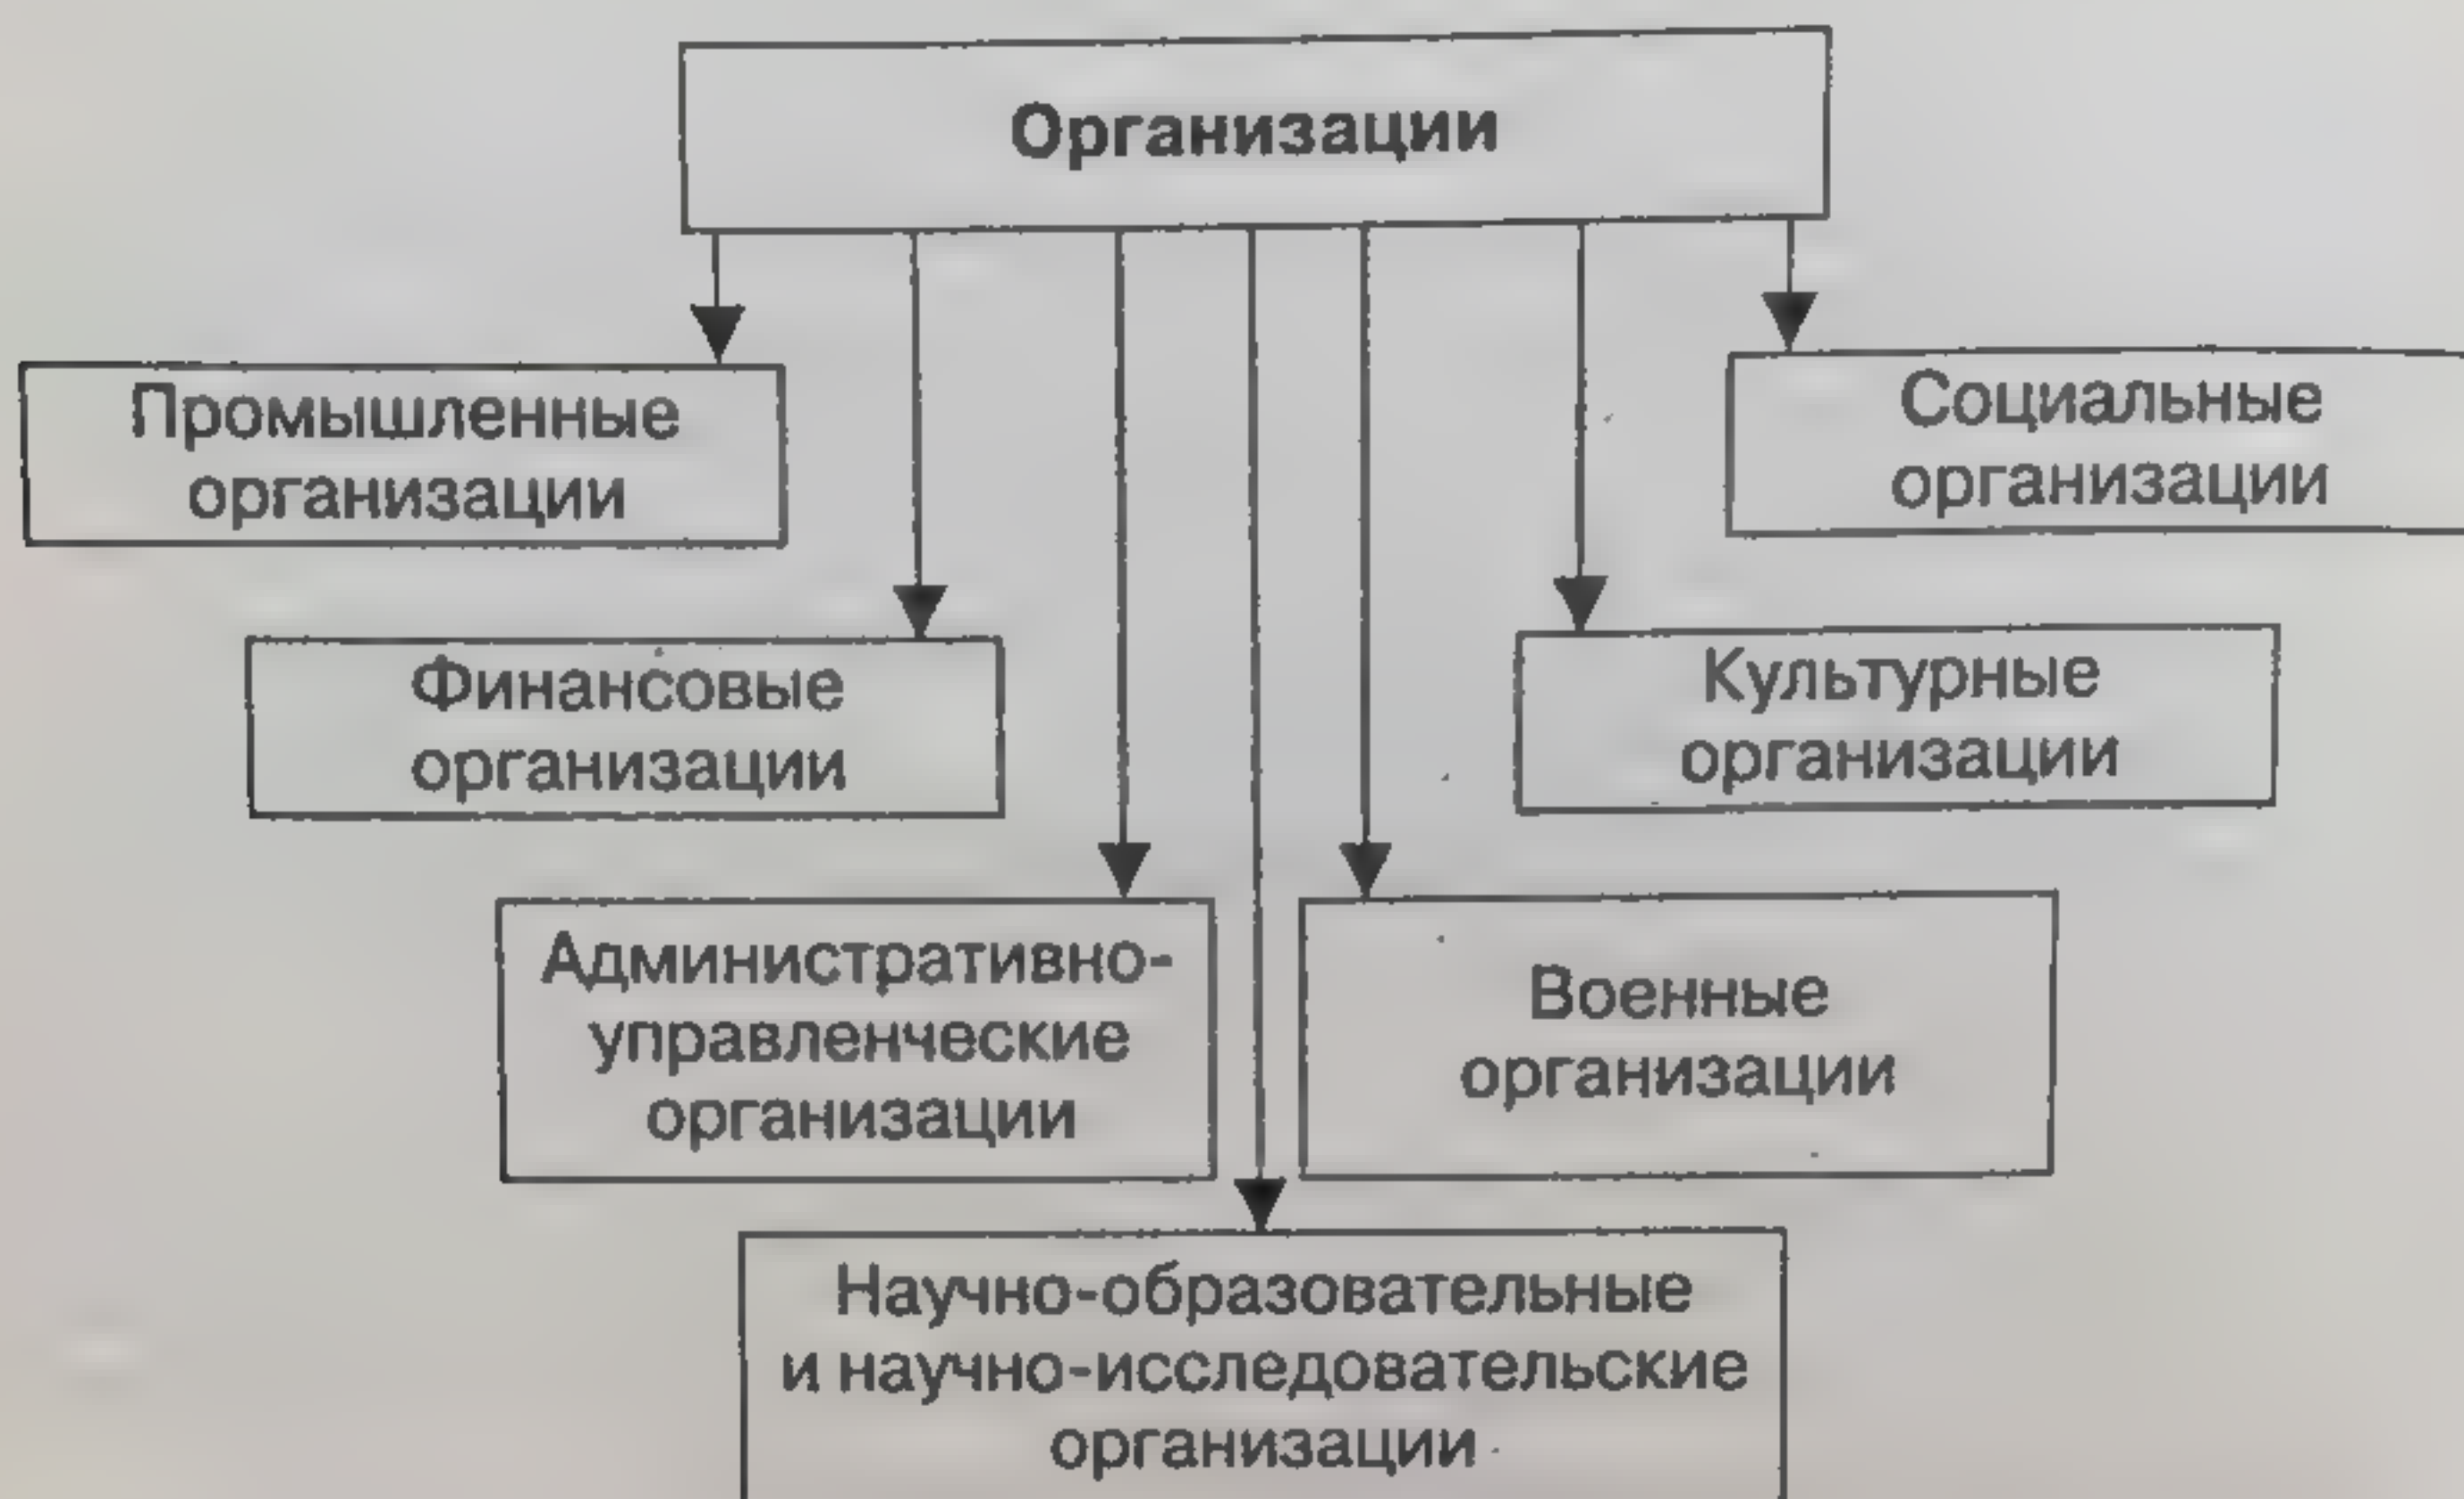 Организации
Промышленные
организации
Социальные
организации
Финансовые
организации
Культурные
организации
Административно-
управленческие
организации
Военные
организации
Научно-образовательные
и научно-исследовательские
организации